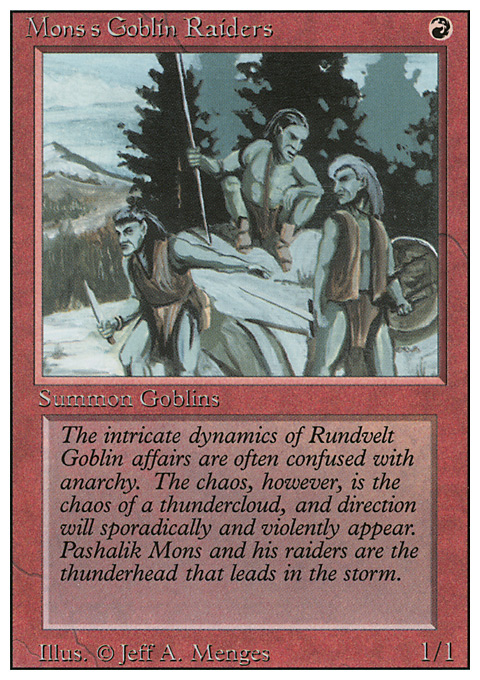 Mons's Goblin Raiders
Summon Goblins
The intricate dynamics of Rundvelt
Goblin affairs are often confused with
anarchy. The chaos, however, is the
chaos of a thundercloud, and direction
will sporadically and violently appear.
Pashalik Mons and his raiders are the
thunderhead that leads in the storm.
Illus. © Jeff A. Menges
1/1